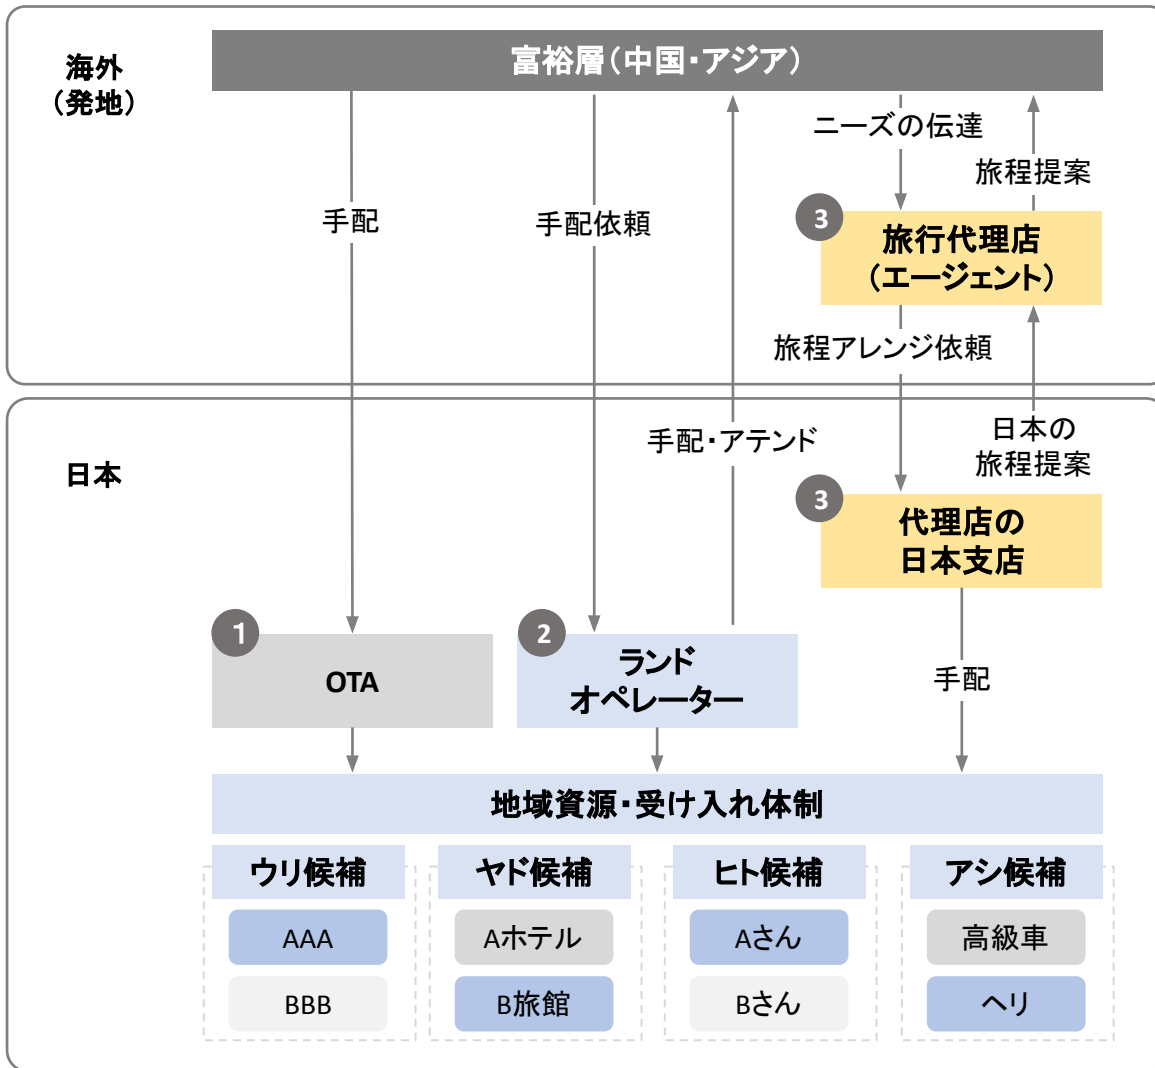 海外
（発地）
富裕層（中国・アジア）
ニーズの伝達
旅程提案
手配
手配依頼
3
旅行代理店
（エージェント）
旅程アレンジ依頼
日本
手配・アテンド
日本の
旅程提案
3
代理店の
日本支店
手配
1
OTA
2
ランド
オペレーター
地域資源・受け入れ体制
ウリ候補
ヤド候補
ヒト候補
アシ候補
AAA
Aホテル
Aさん
高級車
BBB
B旅館
Bさん
ヘリ